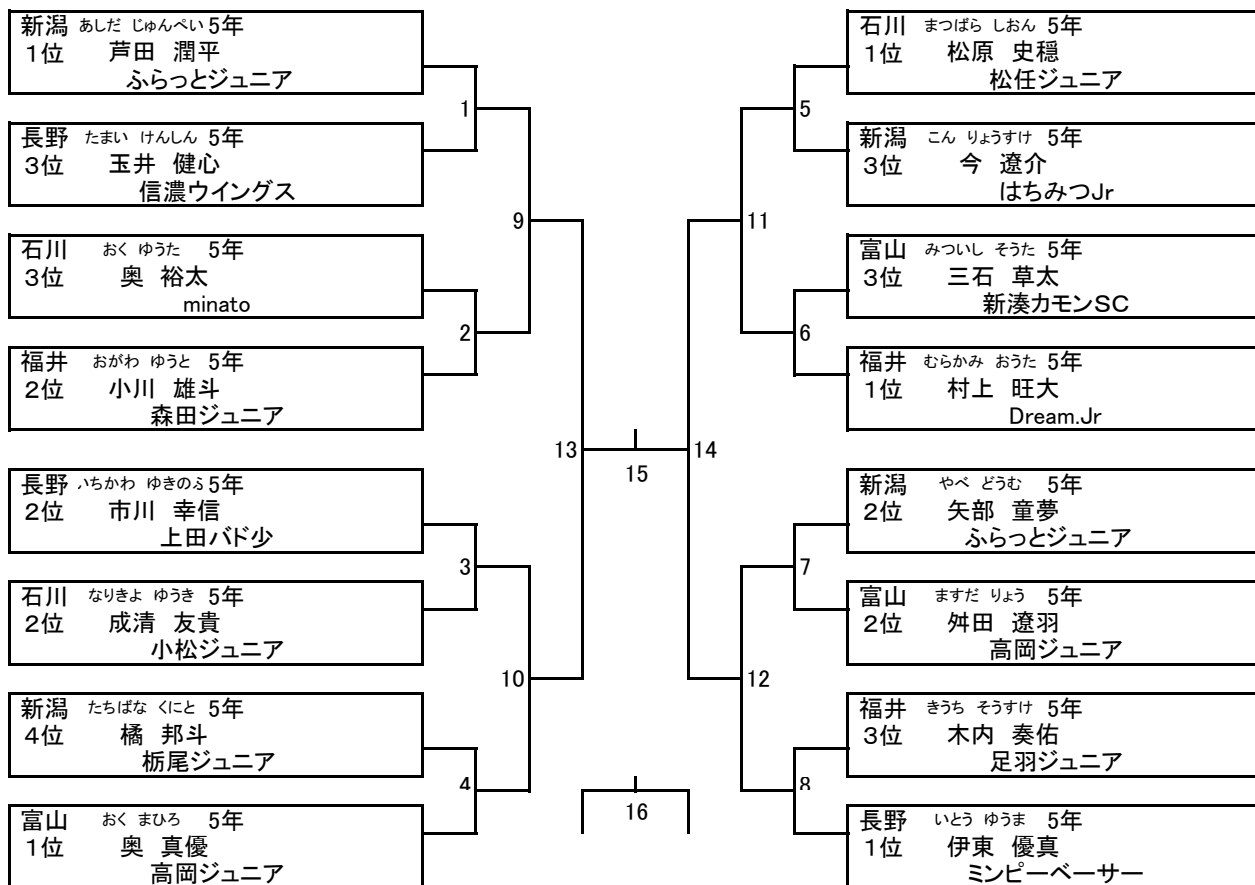 新潟 あしだ じゅんぺい 5年
1位 芦田 潤平
ふらっとジュニア
1
長野 たまい けんしん 5年
3位 玉井 健心
信濃ウイングス
9
石川 おく ゆうた 5年
3位 奥 裕太
minato
2
福井 おがわ ゆうと 5年
2位 小川 雄斗
森田ジュニア
13
長野 いちかわ ゆきのぶ 5年
2位 市川 幸信
上田バド少
3
石川 なりきよ ゆうき 5年
2位 成清 友貴
小松ジュニア
10
新潟 たちばな くにと 5年
4位 橘 邦斗
栃尾ジュニア
4
富山 おく まひろ 5年
1位 奥 真優
高岡ジュニア
15
16
石川 まつばら しおん 5年
1位 松原 史穏
松任ジュニア
5
新潟 こん りょうすけ 5年
3位 今 遼介
はちみつJr
11
富山 みついし そうた 5年
3位 三石 草太
新湊カモンSC
6
福井 むらかみ おうた 5年
1位 村上 旺大
Dream.Jr
14
新潟 やべ どうむ 5年
2位 矢部 童夢
ふらっとジュニア
7
富山 ますだ りょう 5年
2位 舛田 遼羽
高岡ジュニア
12
福井 きうち そうすけ 5年
3位 木内 奏佑
足羽ジュニア
8
長野 いとう ゆうま 5年
1位 伊東 優真
ミンピーベーサー